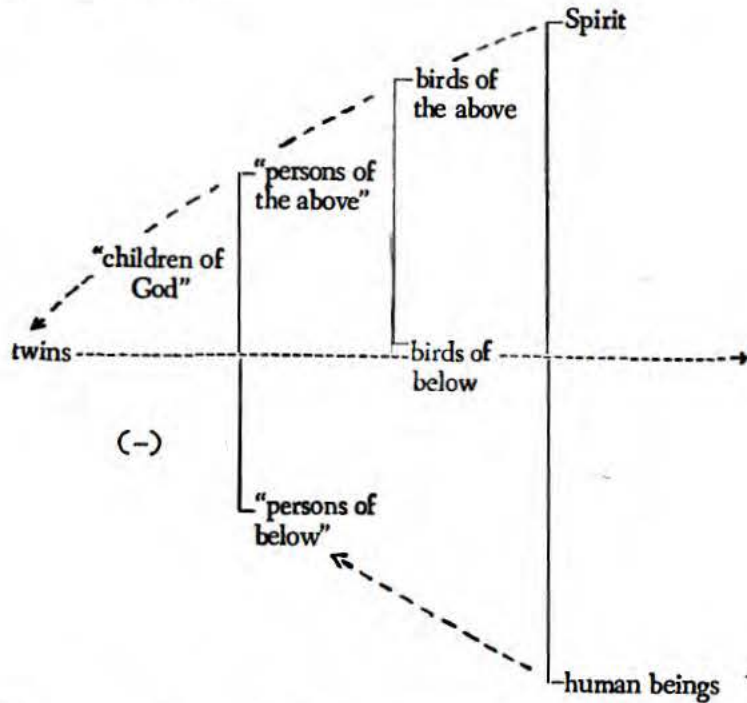 Spirit
birds of
the above
“persons of
the above”
“children of
God”
twins
birds of
below
(–)
“persons of
below”
human beings